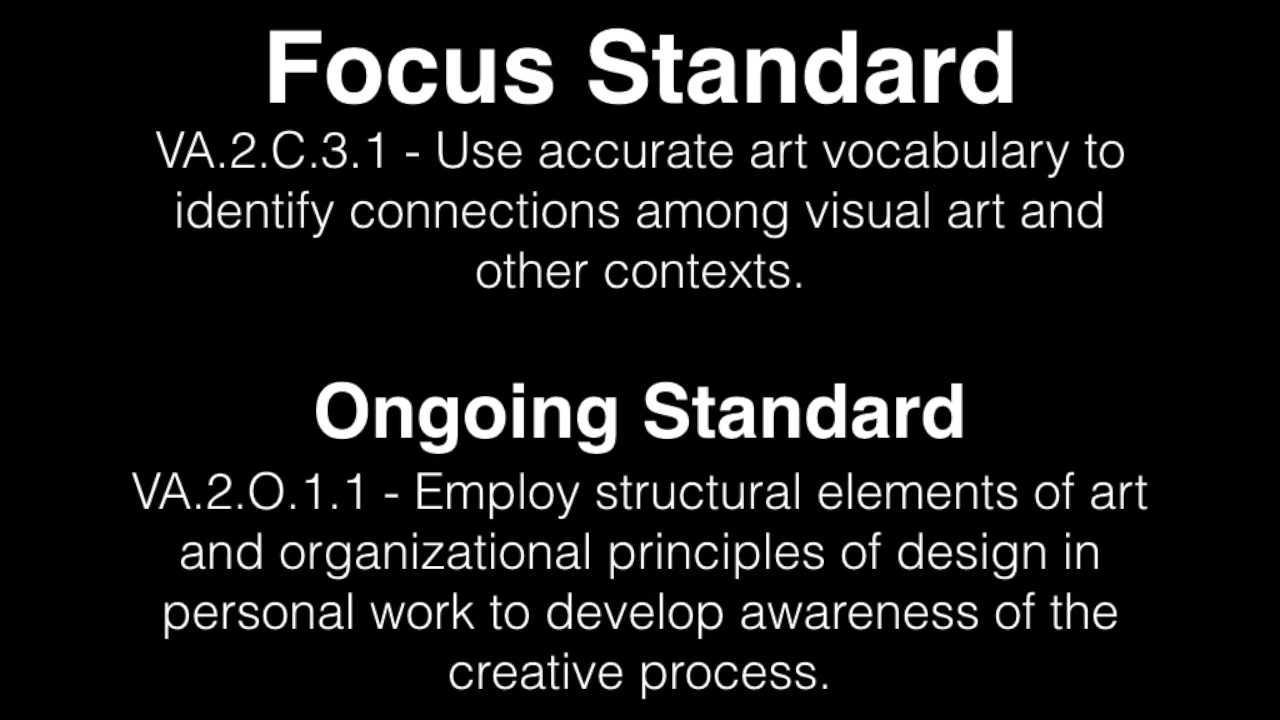 Focus Standard
VA.2.C.3.1 - Use accurate art vocabulary to
identify connections among visual art and
other contexts.
Ongoing Standard
VA.2.O.1.1 - Employ structural elements of art
and organizational principles of design in
personal work to develop awareness of the
creative process.